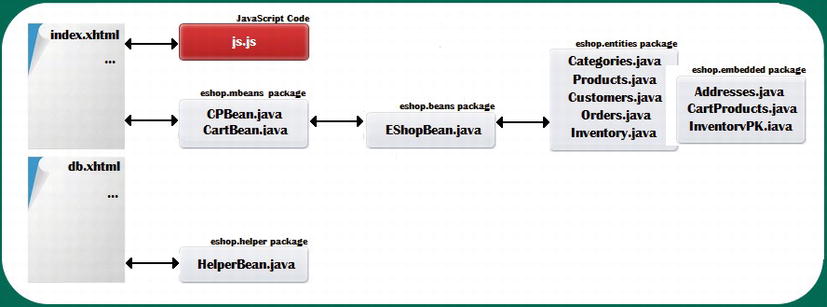 JavaScript Code
index.xhtml
...
js.js
eshop.mbeans package
CPBean.java
CartBean.java
eshop.beans package
EShopBean.java
eshop.entities package
Categories.java
Products.java
Customers.java
Orders.java
Inventory.java
eshop.embedded package
Addresses.java
CartProducts.java
InventoryPK.java
db.xhtml
...
eshop.helper package
HelperBean.java